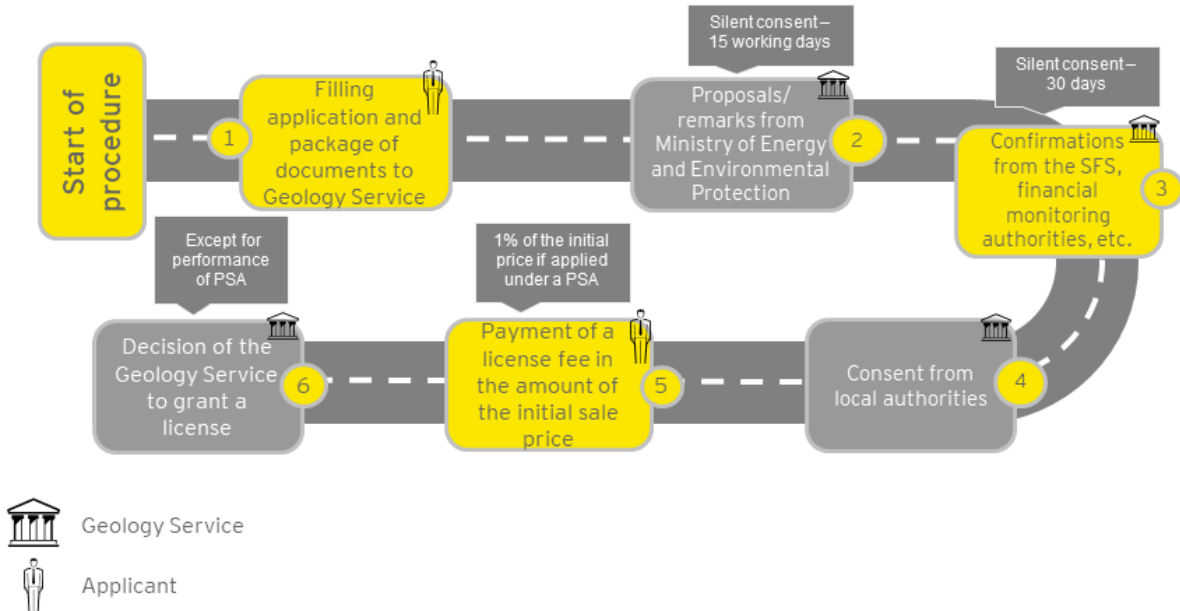 Start of
procedure
1
Filling
application and
package of
documents to
Geology Service
Silent consent–
15 working days
Proposals/
remarks from
Ministry of Energy
and Environmental
Protection
2
Silent consent–
30 days
Confirmations
from the SFS,
financial
monitoring
authorities, etc.
3
Consent from
local authorities
4
1% of the initial
price if applied
under a PSA
Payment of a
license fee in
the amount of
the initial sale
price
5
Except for
performance
of PSA
Decision of the
Geology Service
to grant a
license
6
Geology Service
Applicant